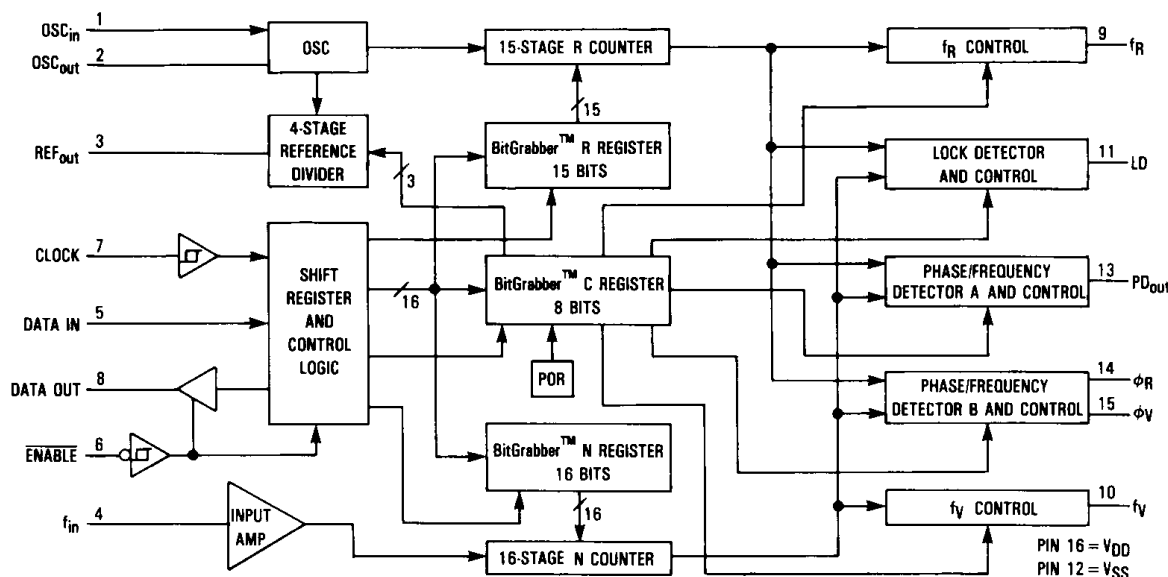 1
OSCin
OSC
15-STAGE R COUNTER
fR CONTROL
9
fR
2
OSCout
15
3
REFout
4-STAGE
REFERENCE
DIVIDER
3
BitGrabber™ R REGISTER
15 BITS
LOCK DETECTOR
AND CONTROL
11
LD
CLOCK
7
SHIFT
REGISTER
AND
CONTROL
LOGIC
16
BitGrabber™ C REGISTER
8 BITS
PHASE/FREQUENCY
DETECTOR A AND CONTROL
13
PDout
DATA IN
5
POR
DATA OUT
8
PHASE/FREQUENCY
DETECTOR B AND CONTROL
14
ϕR
15
ϕV
ENABLE
6
BitGrabber™ N REGISTER
16 BITS
16
fin
4
INPUT
AMP
16-STAGE N COUNTER
fV CONTROL
10
fV
PIN 16 = VDD
PIN 12 = VSS